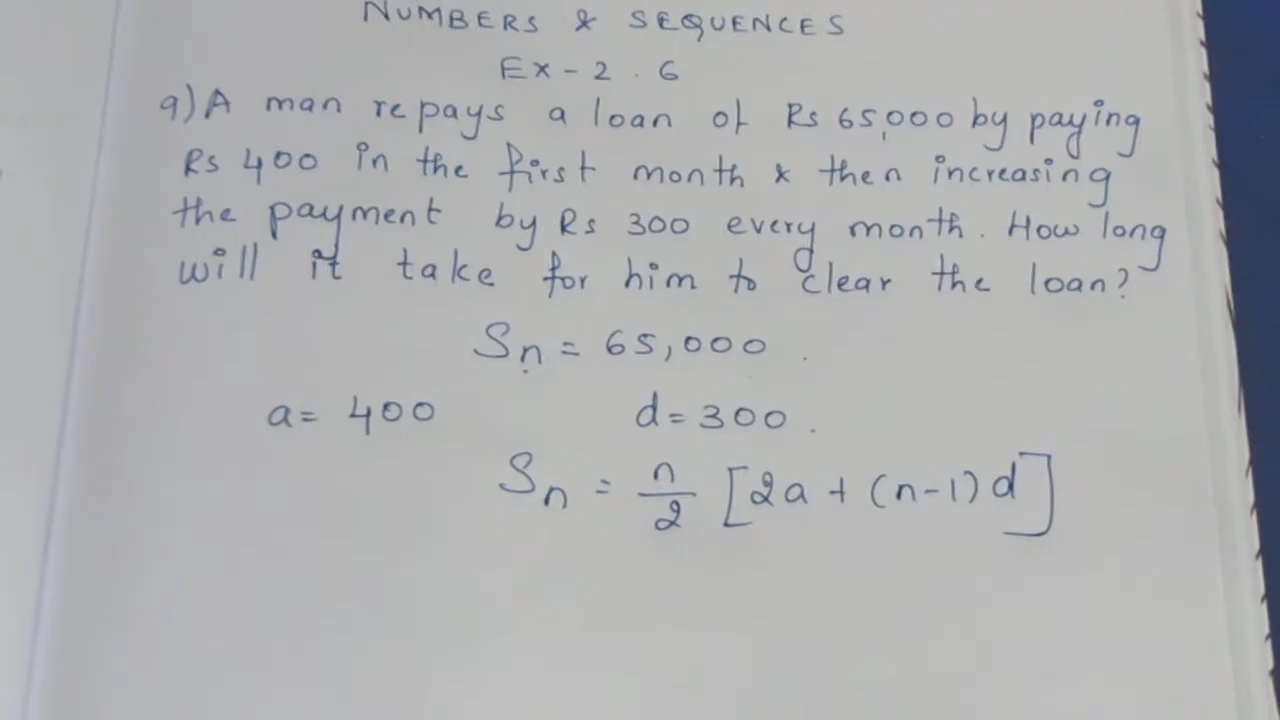 NUMBERS & SEQUENCES
Ex - 2.6
9) A man repays a loan of Rs 65,000 by paying
Rs 400 in the first month & then increasing
the payment by Rs 300 every month. How long
will it take for him to clear the loan?
Sn = 65,000.
a = 400 d = 300.
Sn = n/2 [2a + (n-1)d]